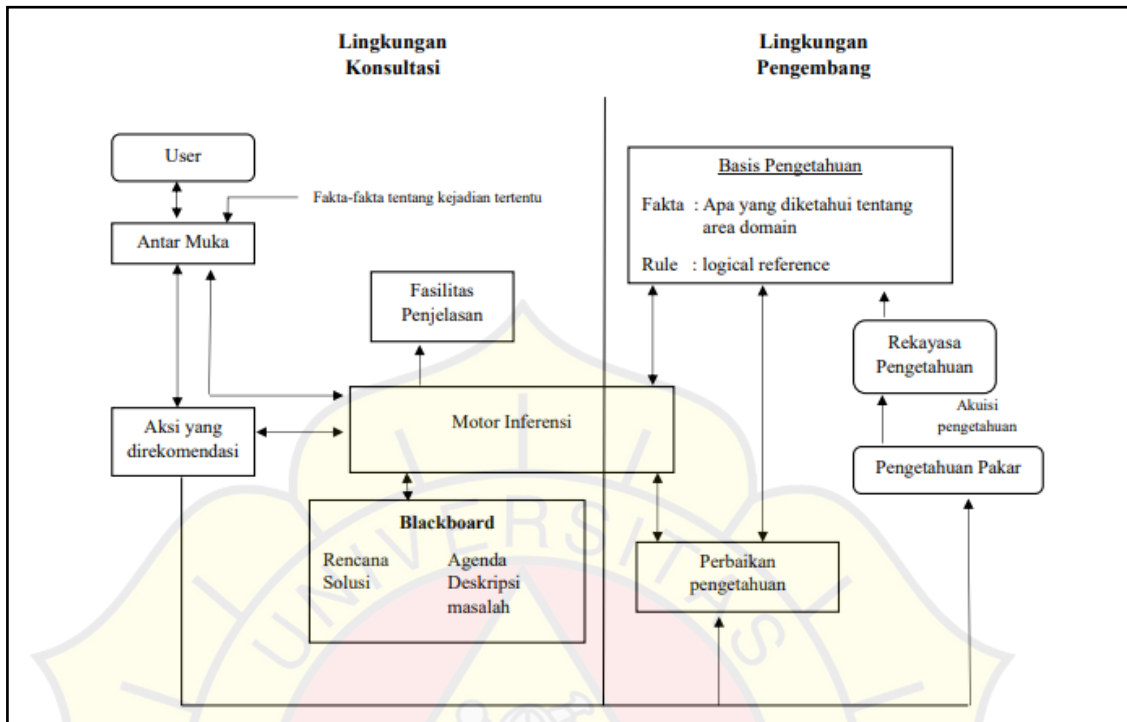 Lingkungan
Konsultasi
Lingkungan
Pengembang
User
Fakta-fakta tentang kejadian tertentu
Antar Muka
Fasilitas
Penjelasan
Aksi yang
direkomendasi
Motor Inferensi
Blackboard
Rencana Agenda
Solusi Deskripsi
masalah
Basis Pengetahuan
Fakta : Apa yang diketahui tentang
area domain
Rule : logical reference
Rekayasa
Pengetahuan
Akuisi
pengetahuan
Pengetahuan Pakar
Perbaikan
pengetahuan
UNIVERSITAS